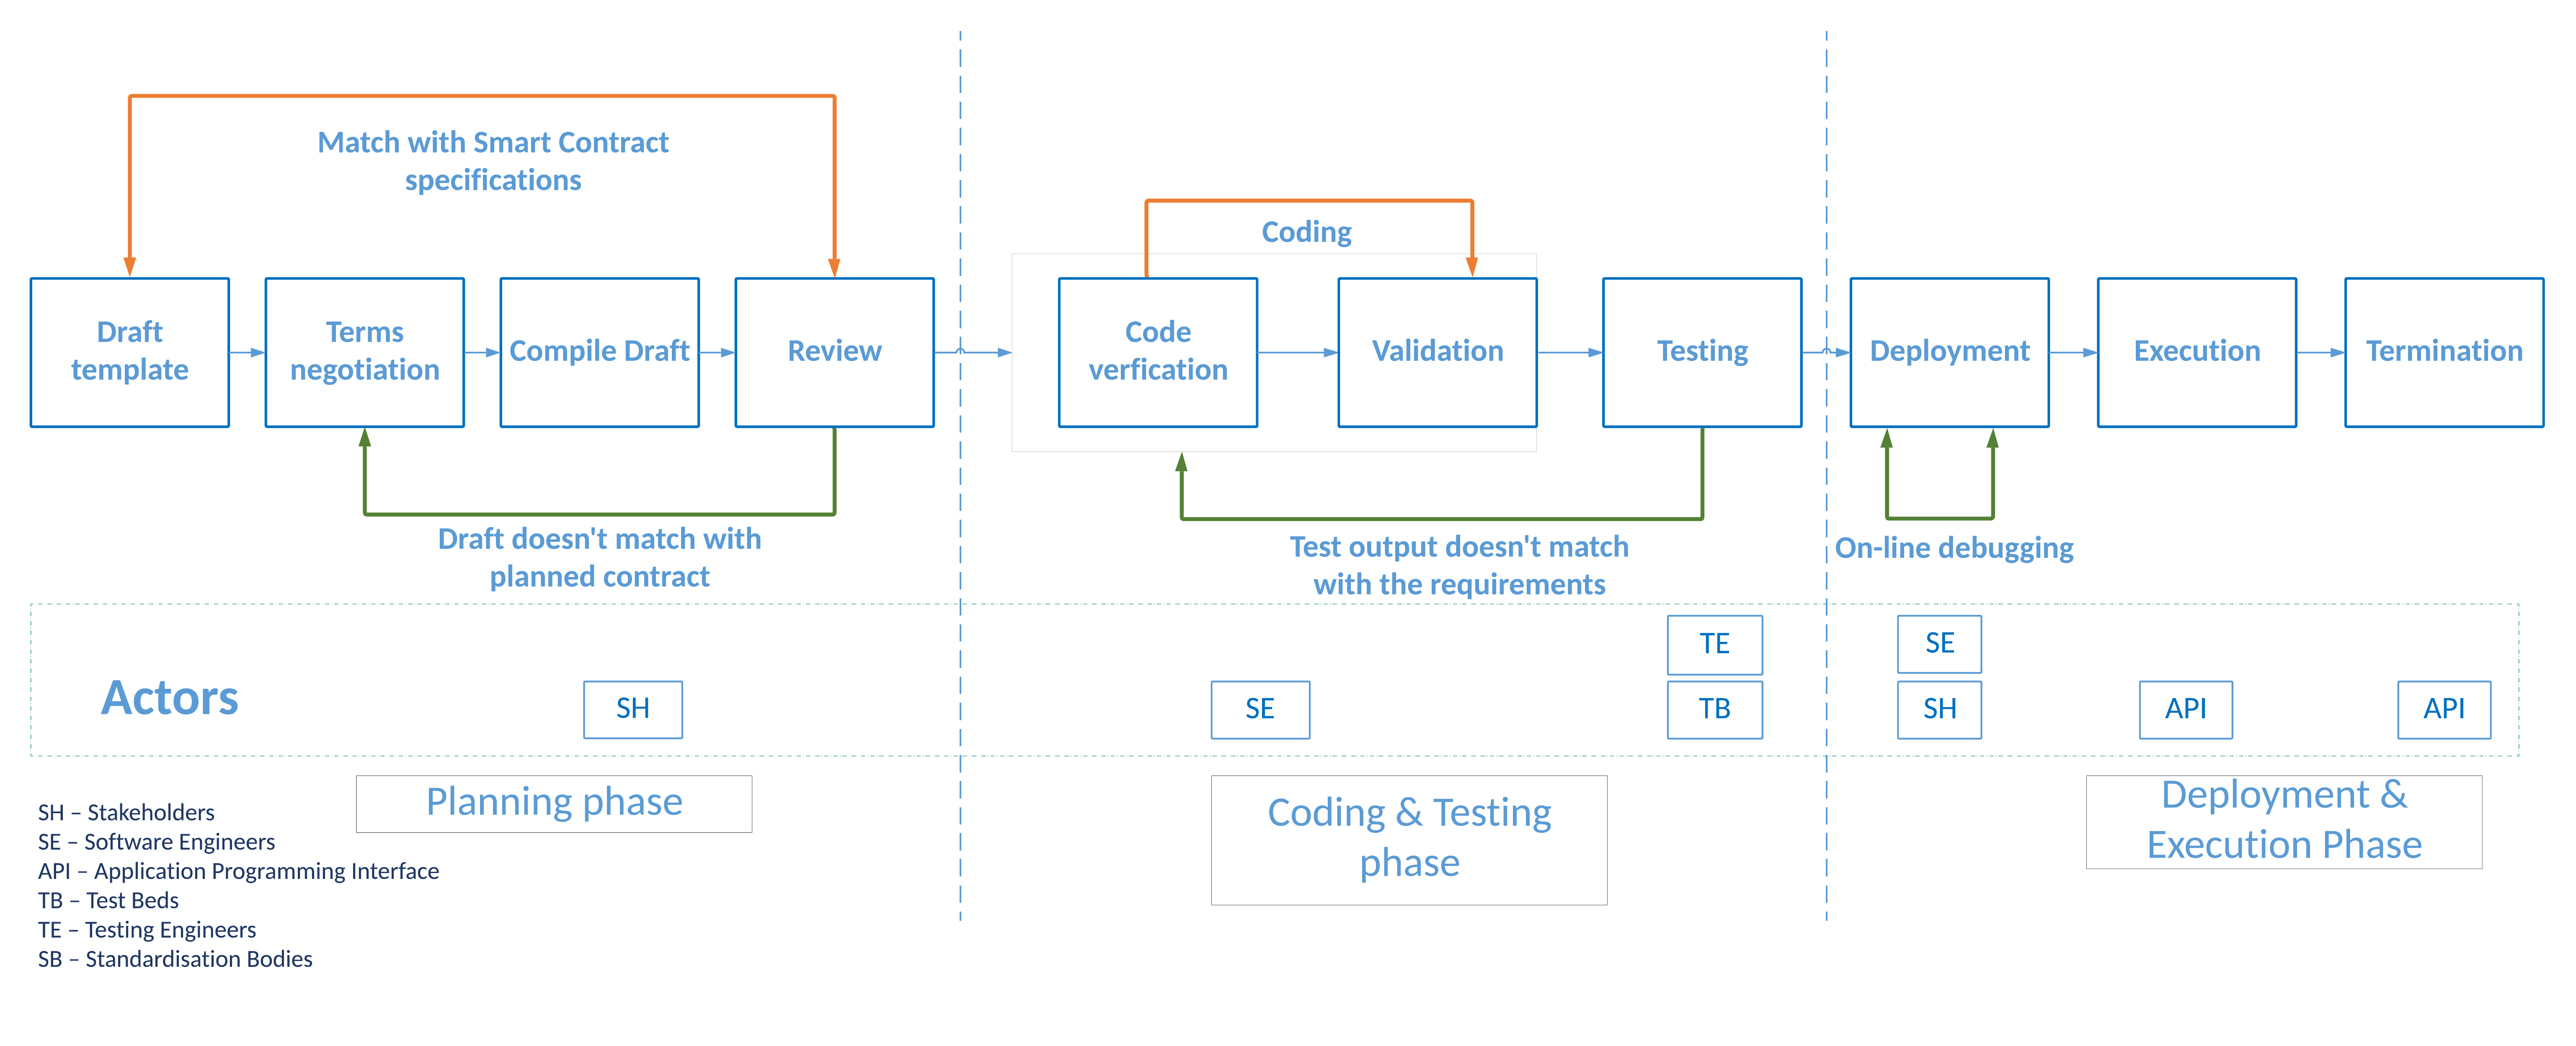 Match with Smart Contract
specifications
Coding
Draft
template
Terms
negotiation
Compile Draft
Review
Code
verfication
Validation
Testing
Deployment
Execution
Termination
Draft doesn't match with
planned contract
Test output doesn't match
with the requirements
On-line debugging
Actors
SH
SE
TE
TB
SE
SH
API
API
Planning phase
Coding & Testing
phase
Deployment &
Execution Phase
SH – Stakeholders
SE – Software Engineers
API – Application Programming Interface
TB – Test Beds
TE – Testing Engineers
SB – Standardisation Bodies